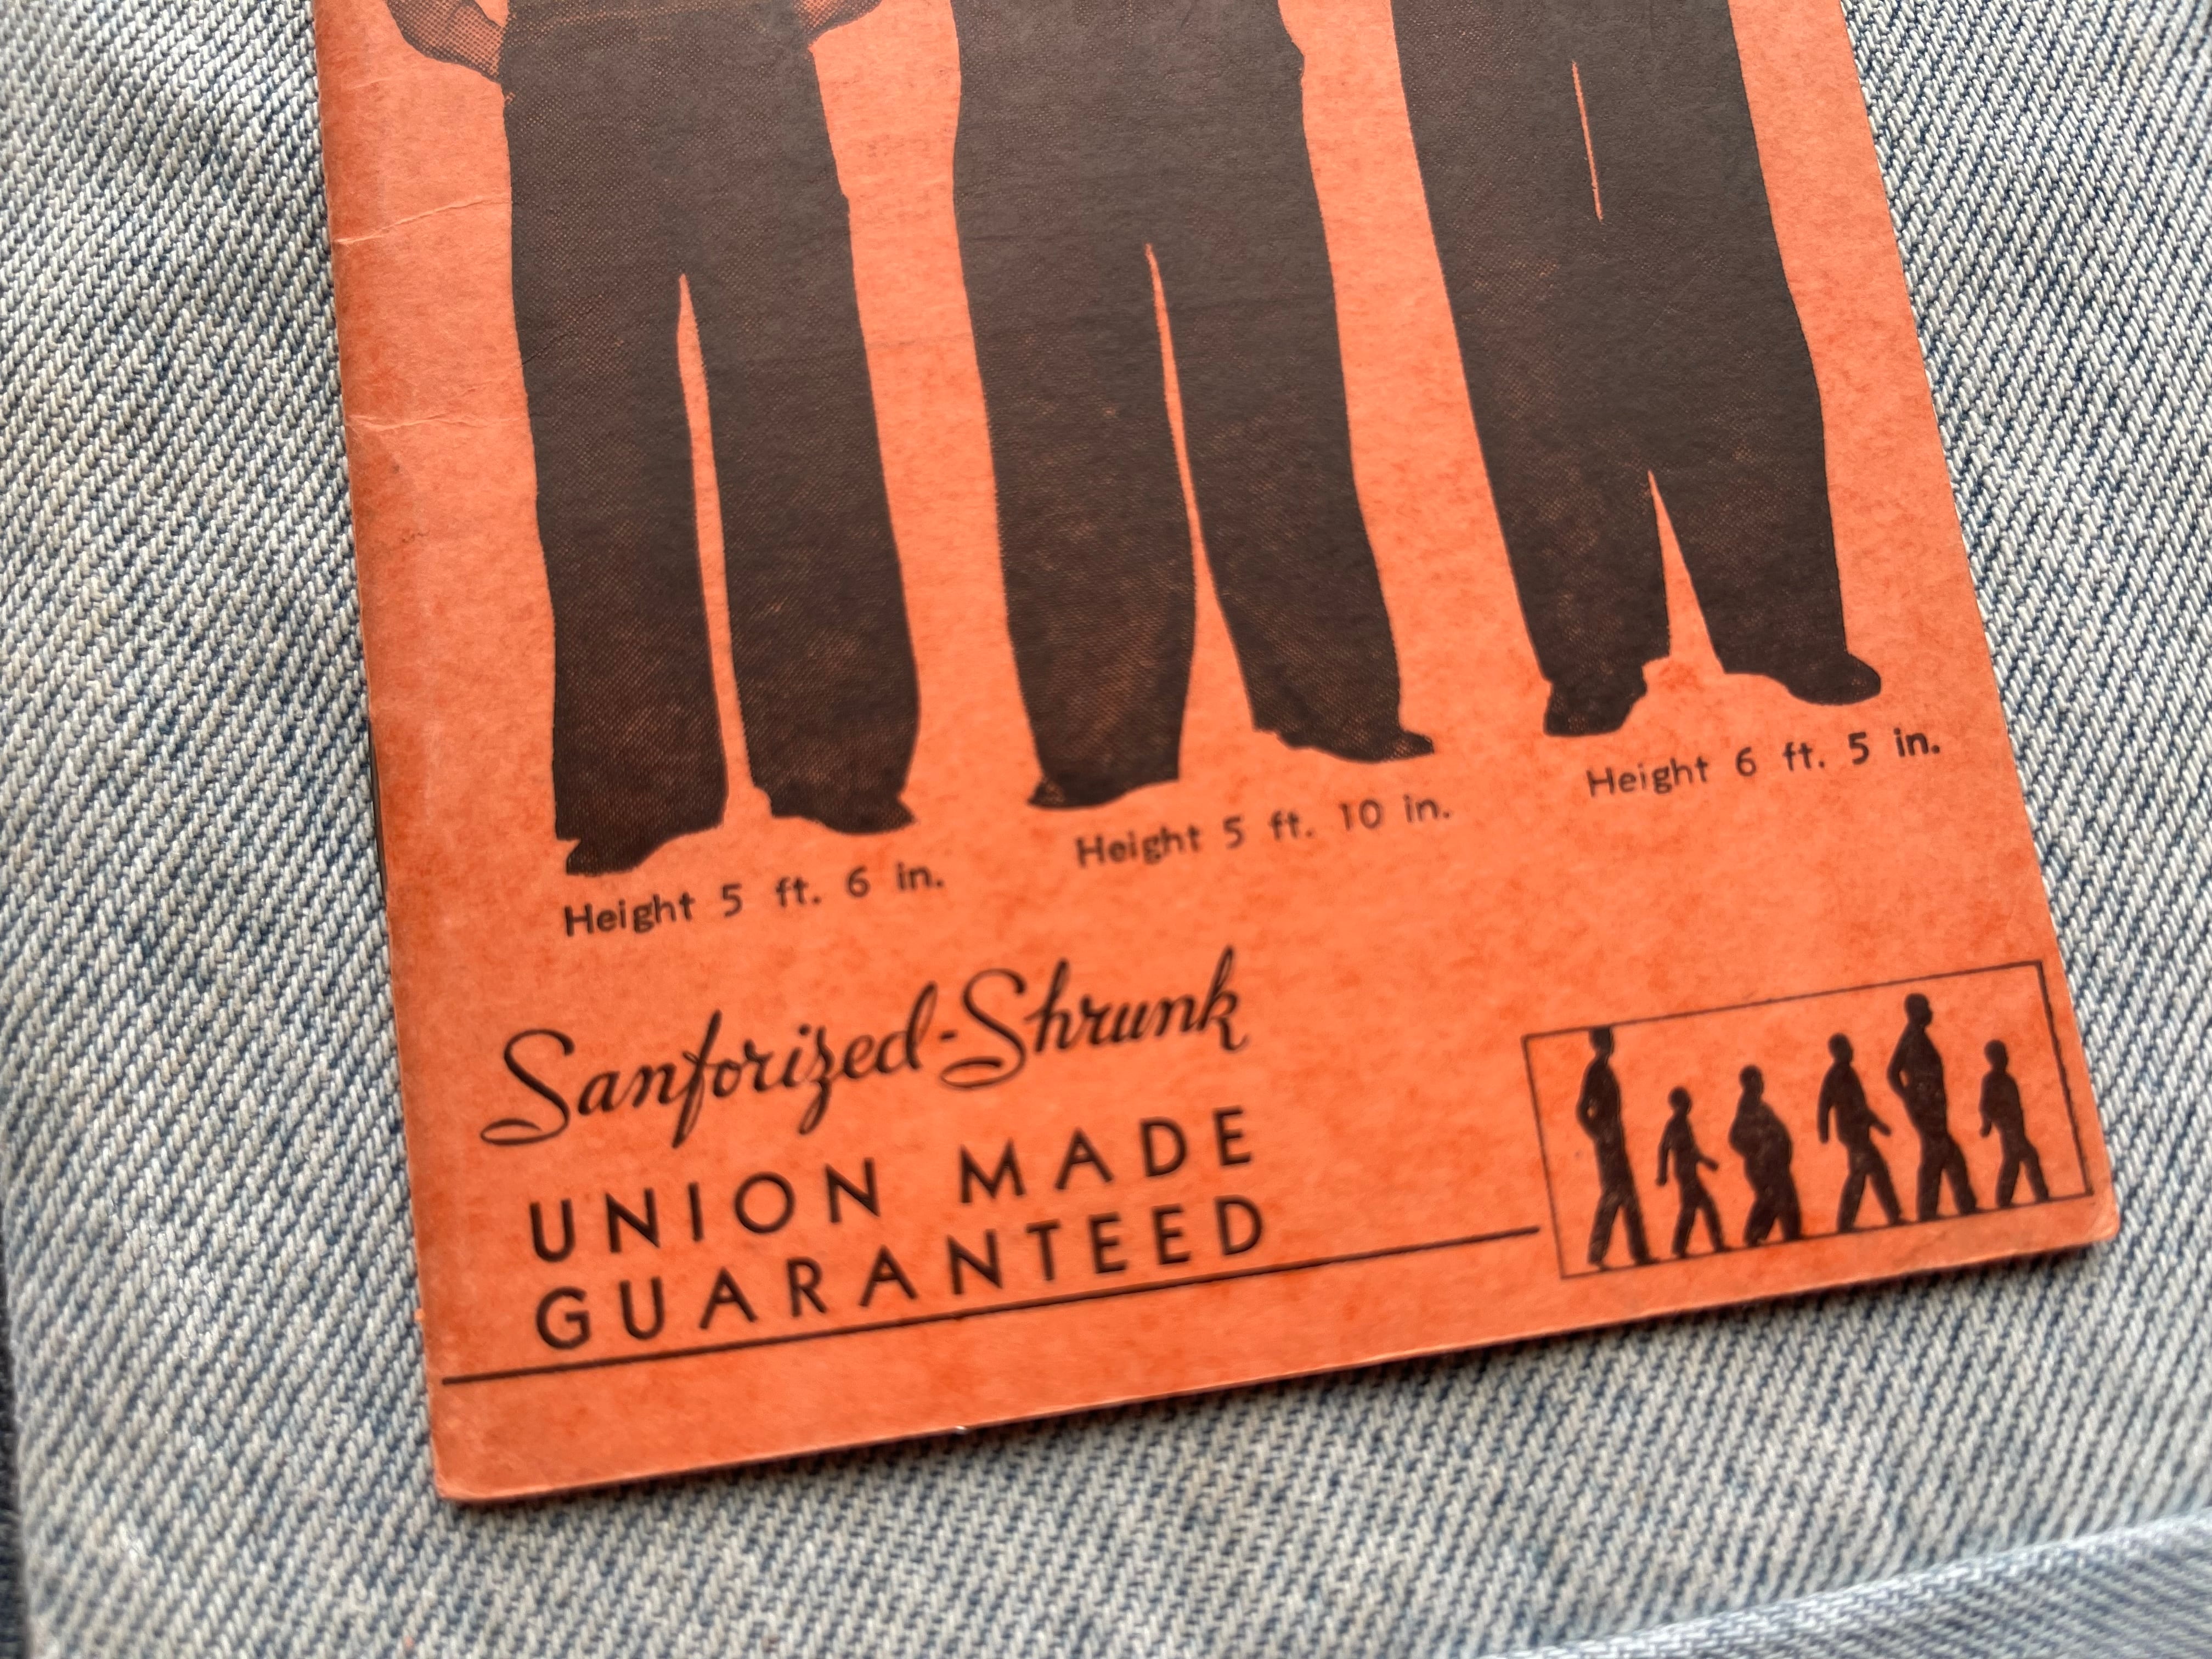 Height 5 ft. 6 in.
Height 5 ft. 10 in.
Height 6 ft. 5 in.
Sanforized-Shrunk
UNION MADE
GUARANTEED